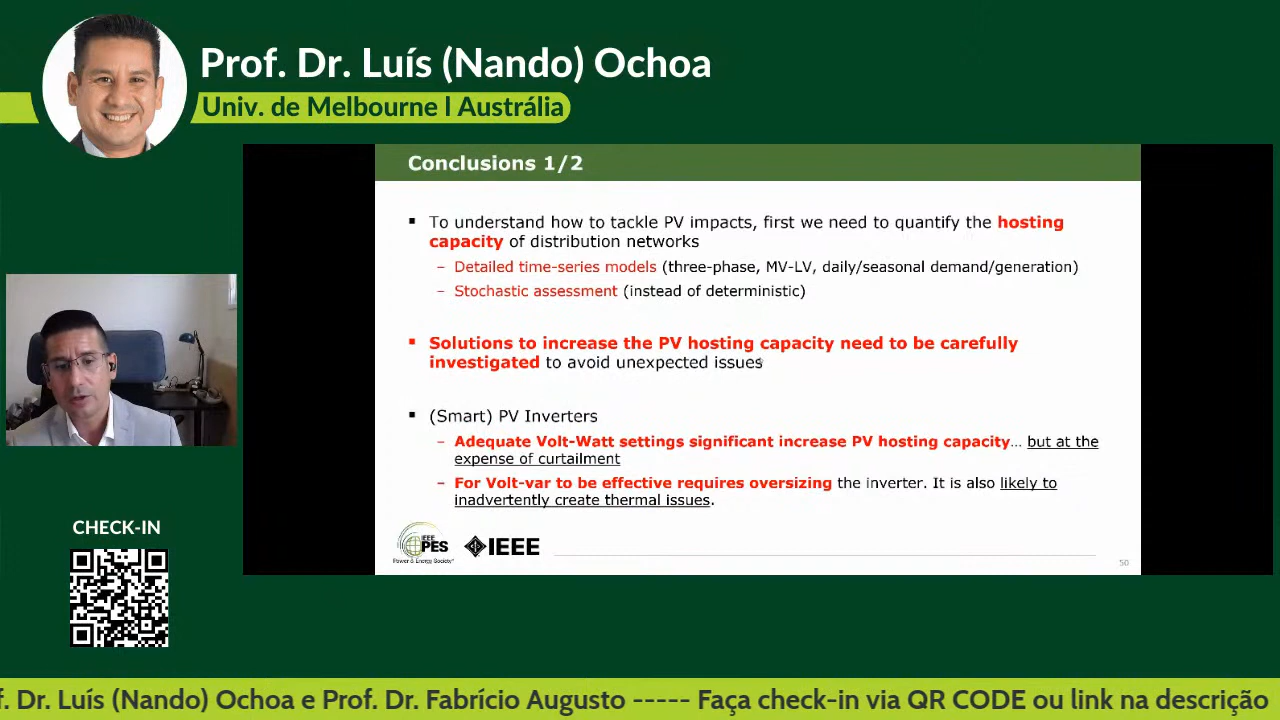 Prof. Dr. Luís (Nando) Ochoa
Univ. de Melbourne l Austrália
Conclusions 1/2
▪ To understand how to tackle PV impacts, first we need to quantify the hosting
capacity of distribution networks
– Detailed time-series models (three-phase, MV-LV, daily/seasonal demand/generation)
– Stochastic assessment (instead of deterministic)
▪ Solutions to increase the PV hosting capacity need to be carefully
investigated to avoid unexpected issues
▪ (Smart) PV Inverters
– Adequate Volt-Watt settings significant increase PV hosting capacity… but at the
expense of curtailment
– For Volt-var to be effective requires oversizing the inverter. It is also likely to
inadvertently create thermal issues.
IEEE
PES
Power & Energy Society®
IEEE
50
CHECK-IN
f. Dr. Luís (Nando) Ochoa e Prof. Dr. Fabrício Augusto ----- Faça check-in via QR CODE ou link na descrição